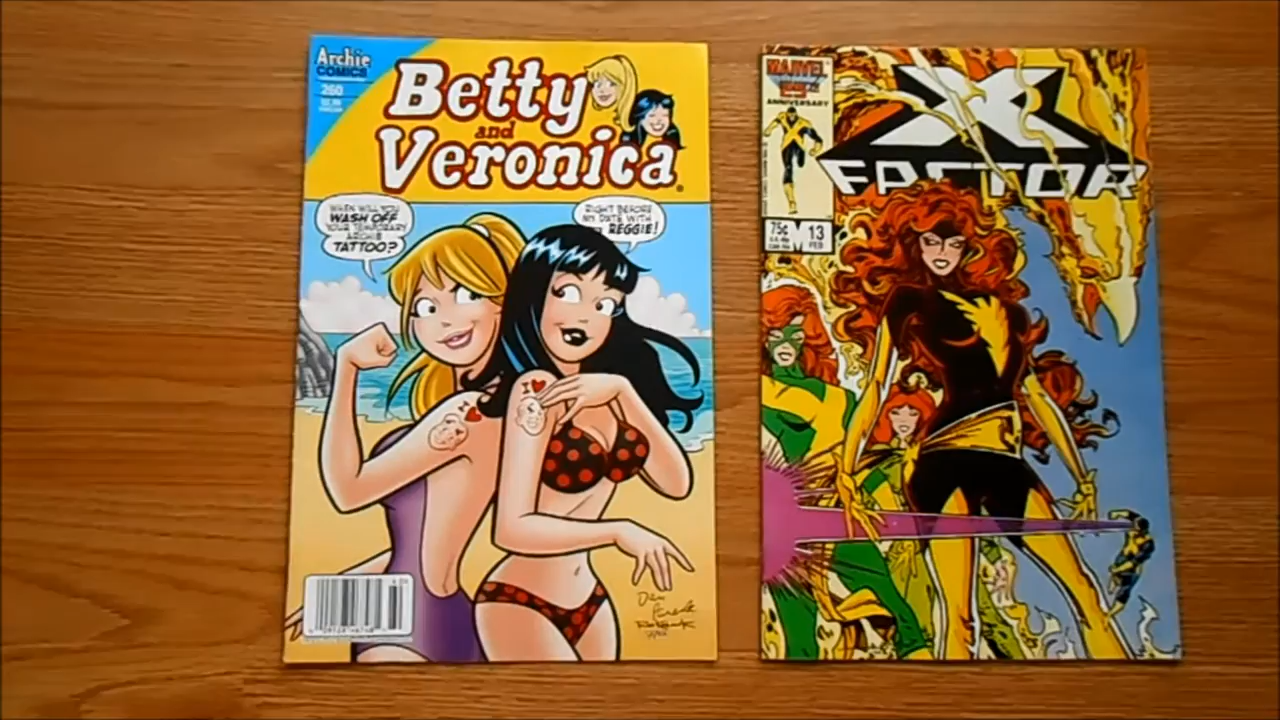 Archie
COMICS
260
Betty
and
Veronica
WHEN WILL YOU
WASH OFF
YOUR TEMPORARY
ARCHIE
TATTOO?
RIGHT BEFORE
MY DATE WITH
REGGIE!
I
MARVEL
25TH
ANNIVERSARY
X
FACTOR
75¢
13
FEB